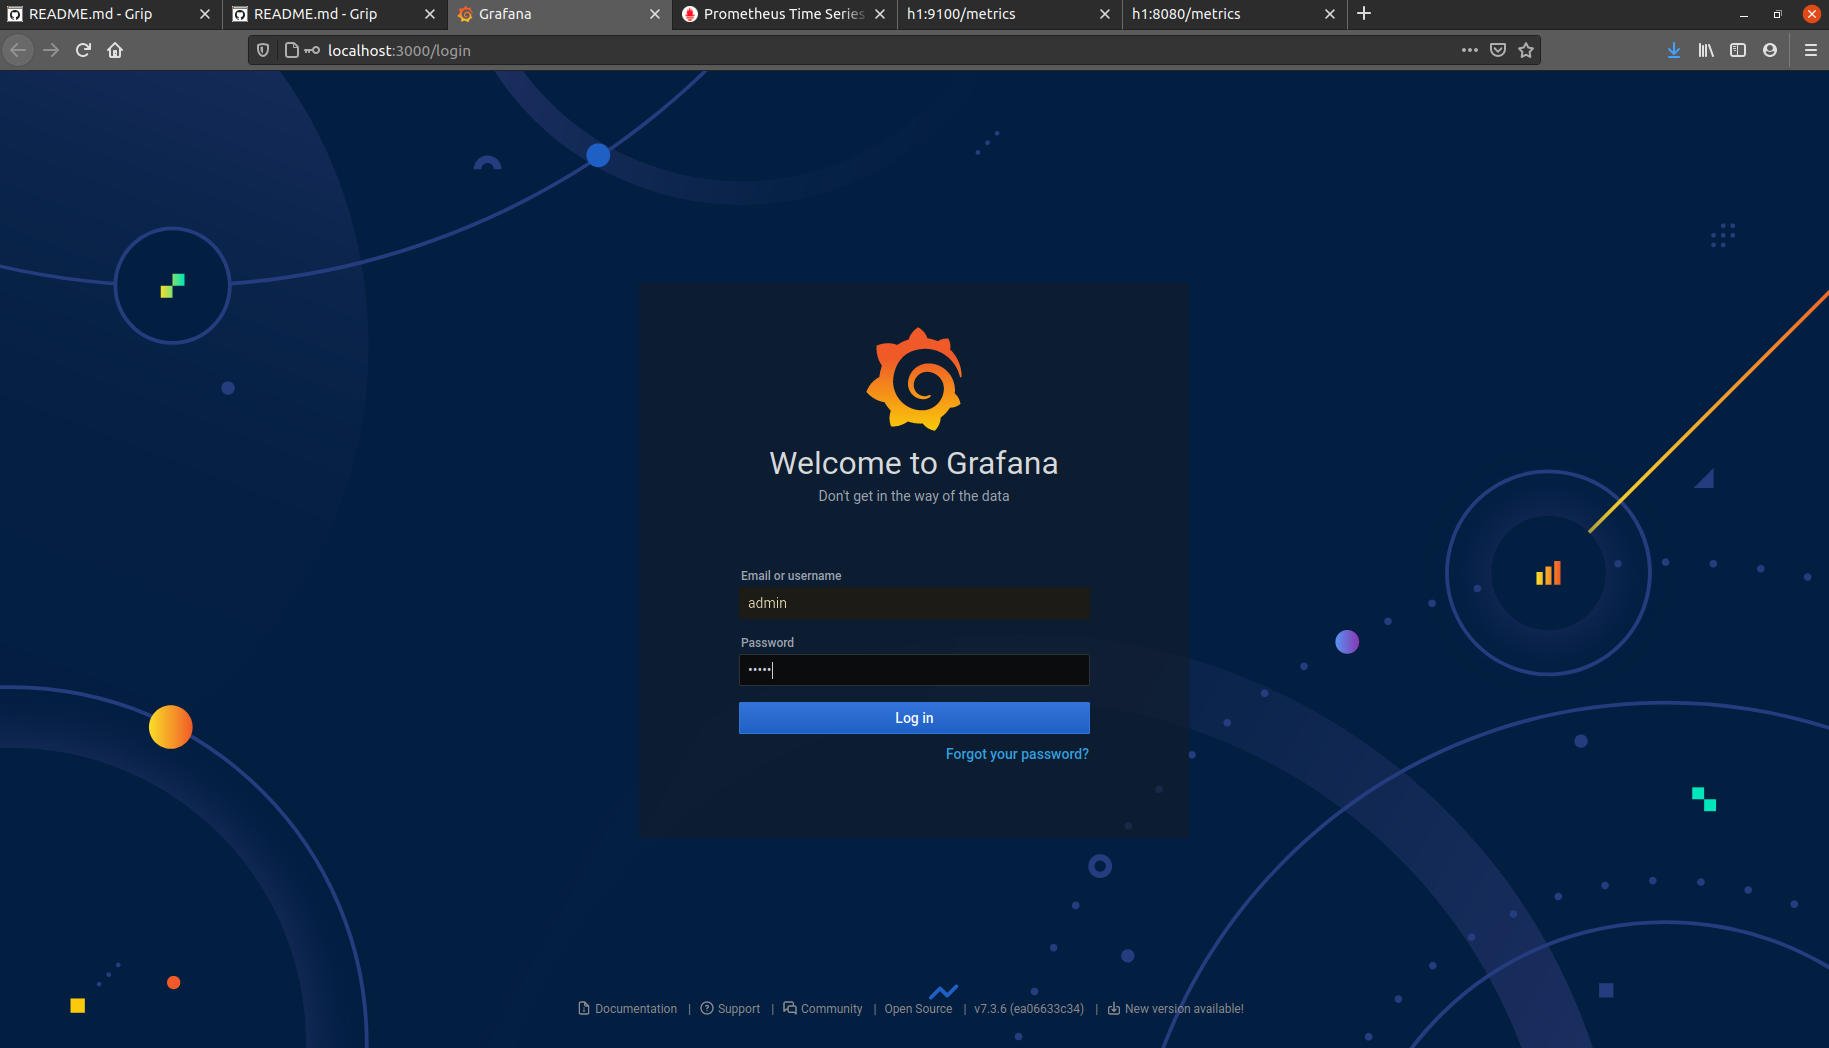 README.md - Grip
README.md - Grip
Grafana
Prometheus Time Series
h1:9100/metrics
h1:8080/metrics
localhost:3000/login
Welcome to Grafana
Don't get in the way of the data
Email or username
admin
Password
•••••
Log in
Forgot your password?
Documentation | Support | Community | Open Source | v7.3.6 (ea06633c34) | New version available!